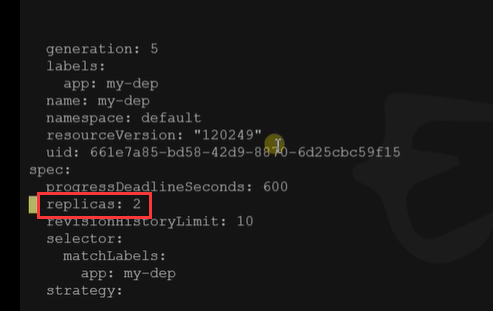 generation: 5
labels:
app: my-dep
name: my-dep
namespace: default
resourceVersion: "120249"
uid: 661e7a85-bd58-42d9-8870-6d25cbc59f15
spec:
progressDeadlineSeconds: 600
replicas: 2
revisionHistoryLimit: 10
selector:
matchLabels:
app: my-dep
strategy: